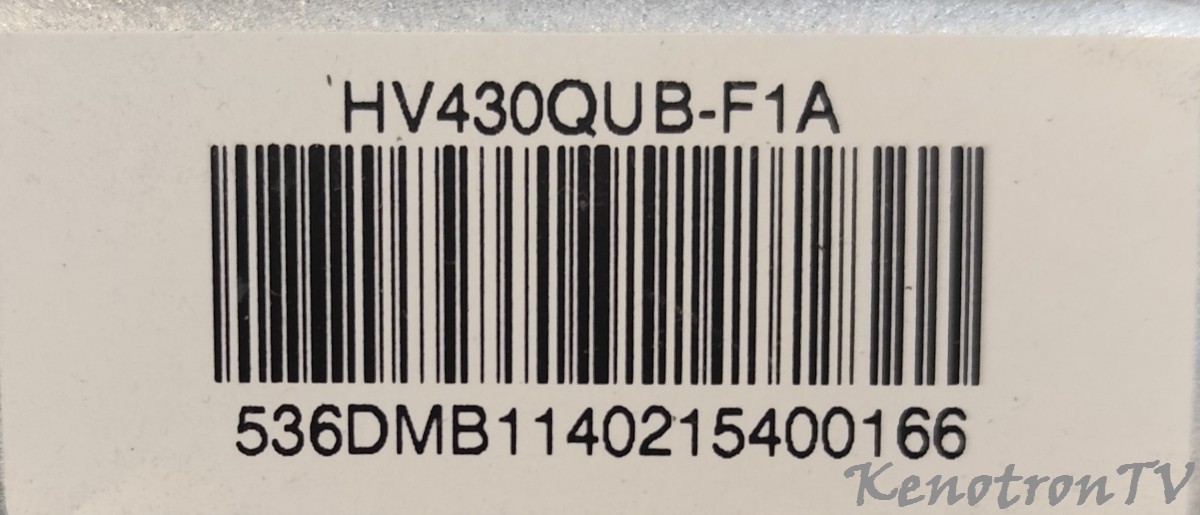 HV430QUB-F1A
536DMB1140215400166
KenotronTV